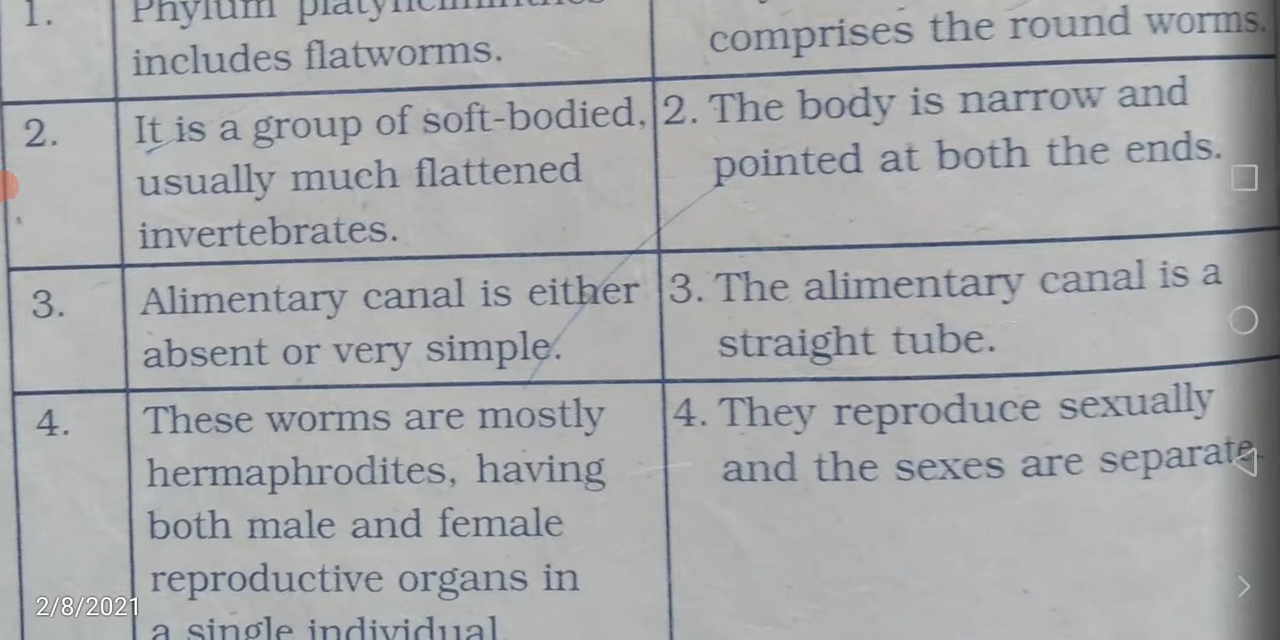 1.
Phylum platyhelminthes
includes flatworms.
comprises the round worms.
2.
It is a group of soft-bodied,
usually much flattened
invertebrates.
2. The body is narrow and
pointed at both the ends.
3.
Alimentary canal is either
absent or very simple.
3. The alimentary canal is a
straight tube.
4.
These worms are mostly
hermaphrodites, having
both male and female
reproductive organs in
a single individual
4. They reproduce sexually
and the sexes are separate.
2/8/2021